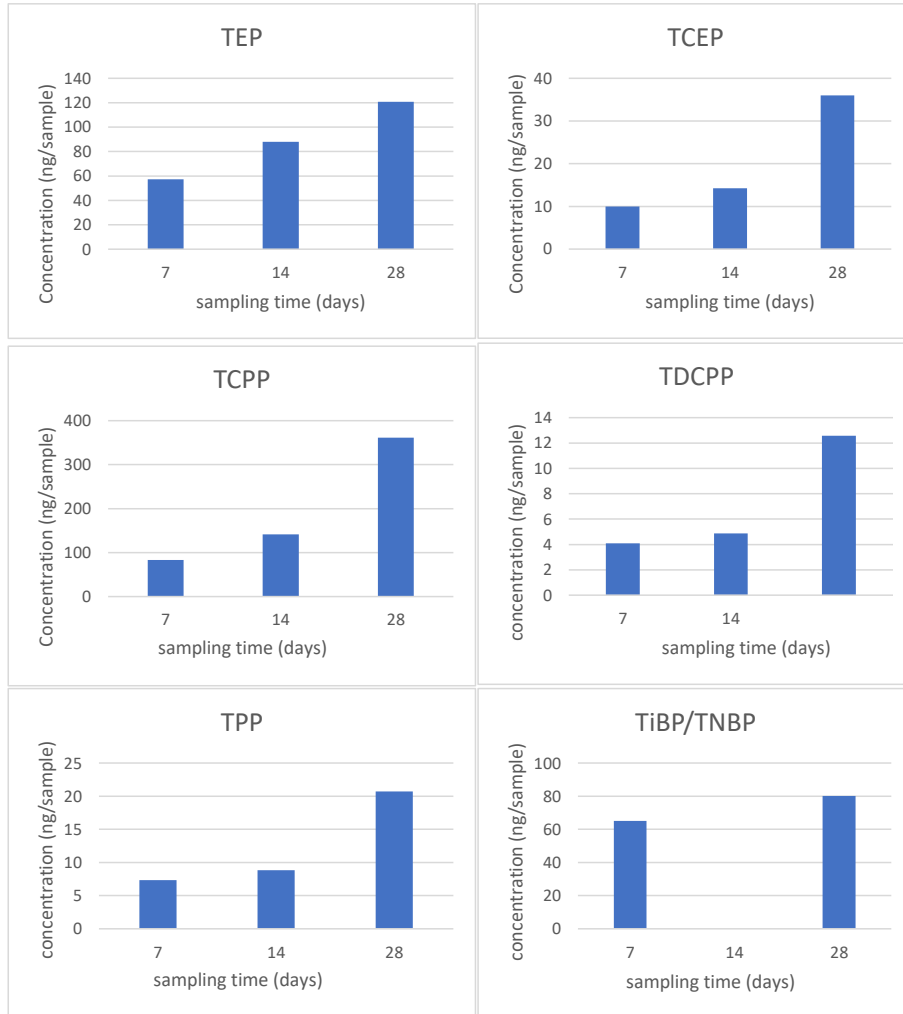 TEP
Concentration (ng/sample)
140
120
100
80
60
40
20
0
7 14 28
sampling time (days)
TCEP
Concentration (ng/sample)
40
30
20
10
0
7 14 28
sampling time (days)
TCPP
Concentration (ng/sample)
400
300
200
100
0
7 14 28
sampling time (days)
TDCPP
concentration (ng/sample)
14
12
10
8
6
4
2
0
7 14
sampling time (days)
TPP
concentration (ng/sample)
25
20
15
10
5
0
7 14 28
sampling time (days)
TiBP/TNBP
concentration (ng/sample)
100
80
60
40
20
0
7 14 28
sampling time (days)